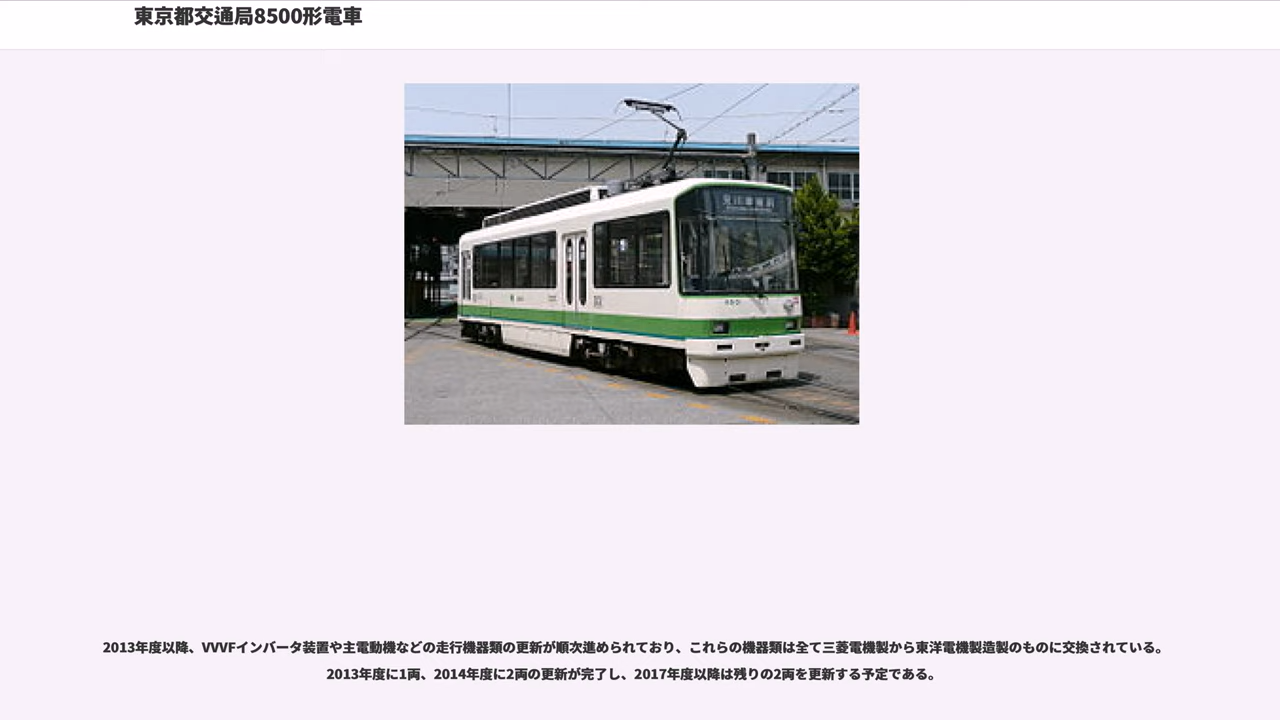 東京都交通局8500形電車
2013年度以降、VVVFインバータ装置や主電動機などの走行機器類の更新が順次進められており、これらの機器類は全て三菱電機製から東洋電機製造製のものに交換されている。
2013年度に1両、2014年度に2両の更新が完了し、2017年度以降は残りの2両を更新する予定である。